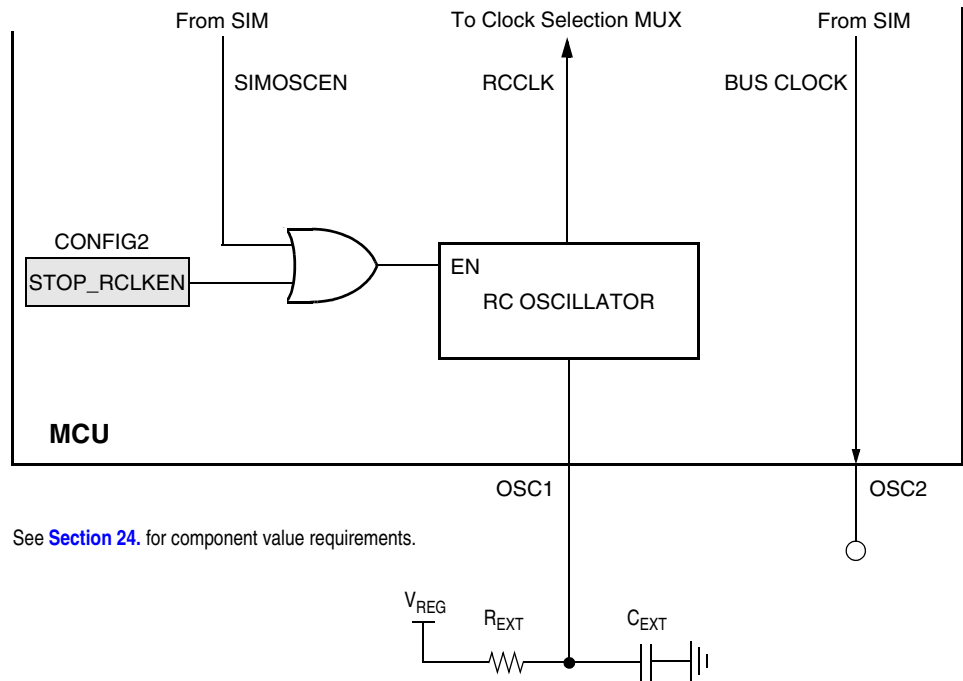 From SIM
To Clock Selection MUX
From SIM
SIMOSCEN
RCCLK
BUS CLOCK
CONFIG2
STOP_RCLKEN
EN
RC OSCILLATOR
MCU
OSC1
OSC2
See Section 24. for component value requirements.
VREG
REXT
CEXT